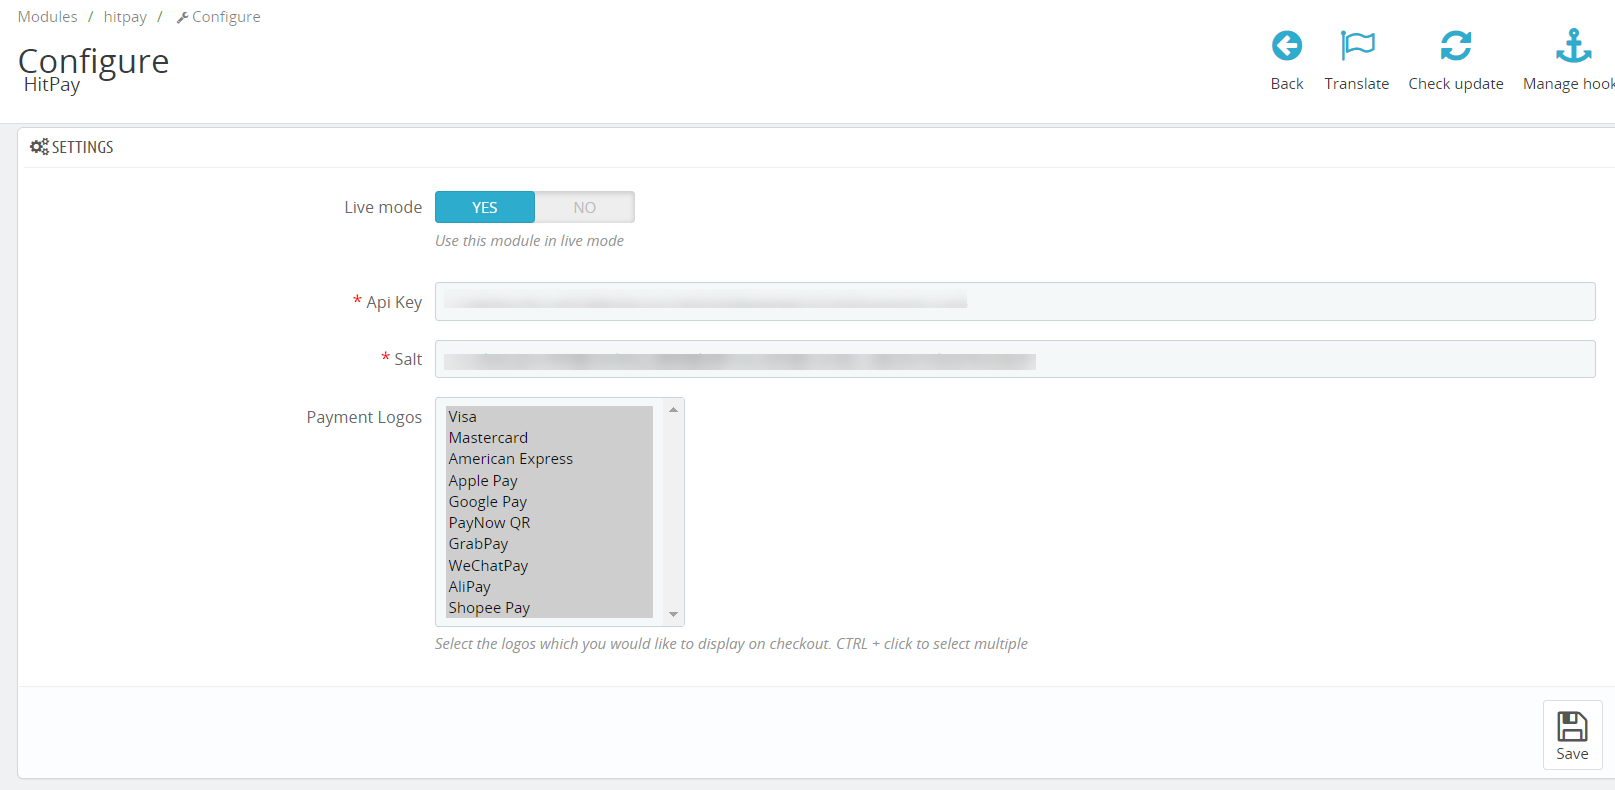 Modules / hitpay / Configure
Configure
HitPay
Back
Translate
Check update
Manage hook
SETTINGS
Live mode
YES
NO
Use this module in live mode
* Api Key
* Salt
Payment Logos
Visa
Mastercard
American Express
Apple Pay
Google Pay
PayNow QR
GrabPay
WeChatPay
AliPay
Shopee Pay
Select the logos which you would like to display on checkout. CTRL + click to select multiple
Save